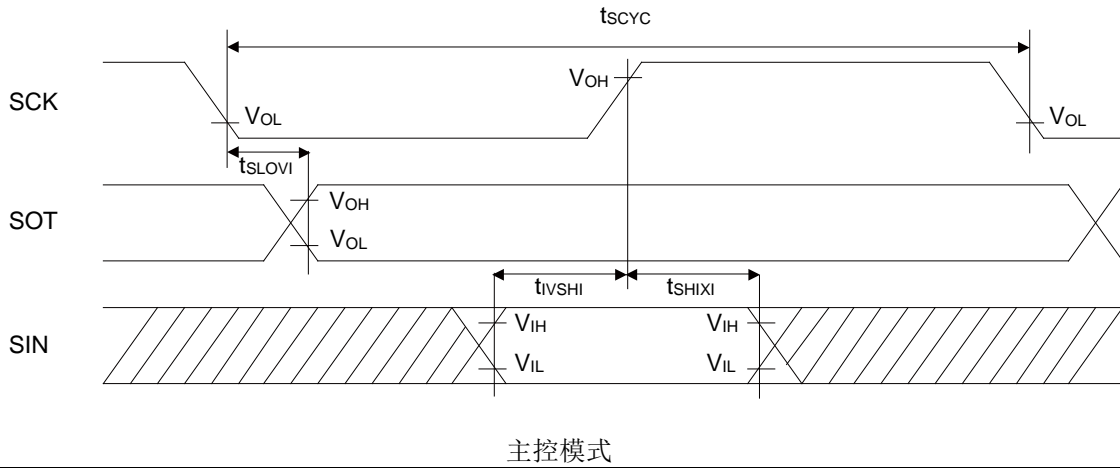 tSCYC
SCK
VOL
VOH
VOL
tSLOVI
SOT
VOH
VOL
tIVSHI
tSHIXI
SIN
VIH
VIH
VIL
VIL
主控模式